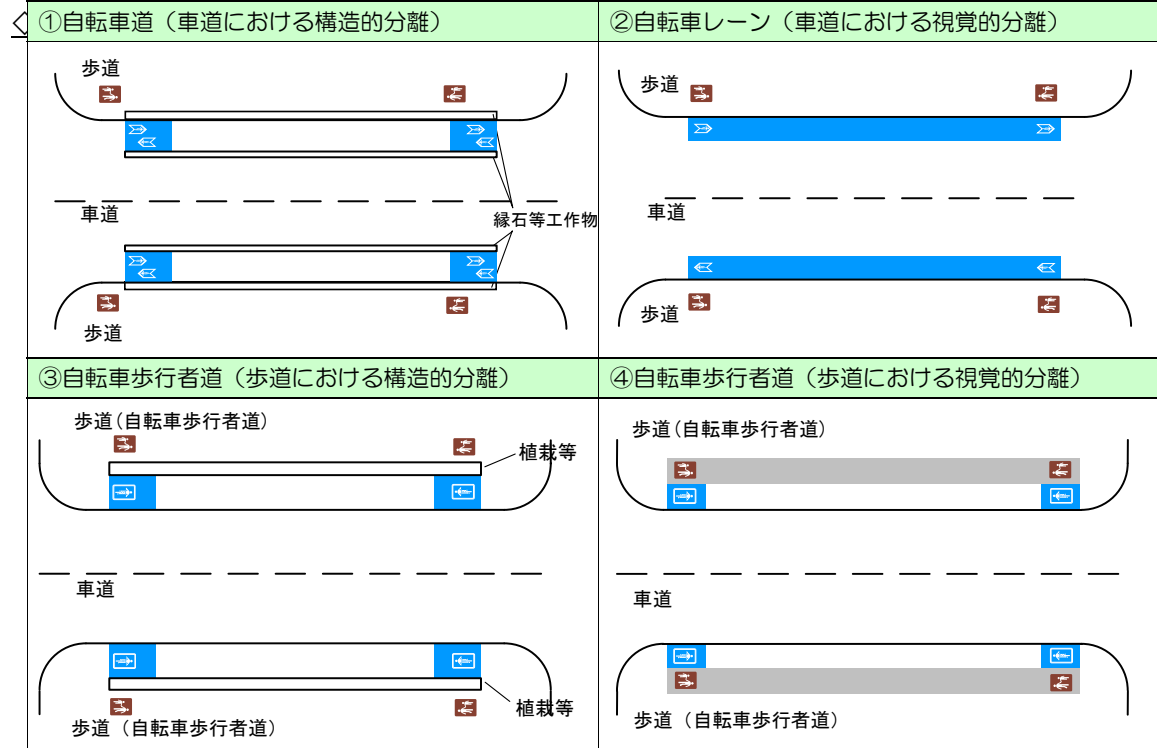 ①自転車道（車道における構造的分離）
歩道
車道
縁石等工作物
歩道
②自転車レーン（車道における視覚的分離）
歩道
車道
歩道
③自転車歩行者道（歩道における構造的分離）
歩道(自転車歩行者道)
植栽等
車道
植栽等
歩道（自転車歩行者道）
④自転車歩行者道（歩道における視覚的分離）
歩道(自転車歩行者道)
車道
歩道（自転車歩行者道）